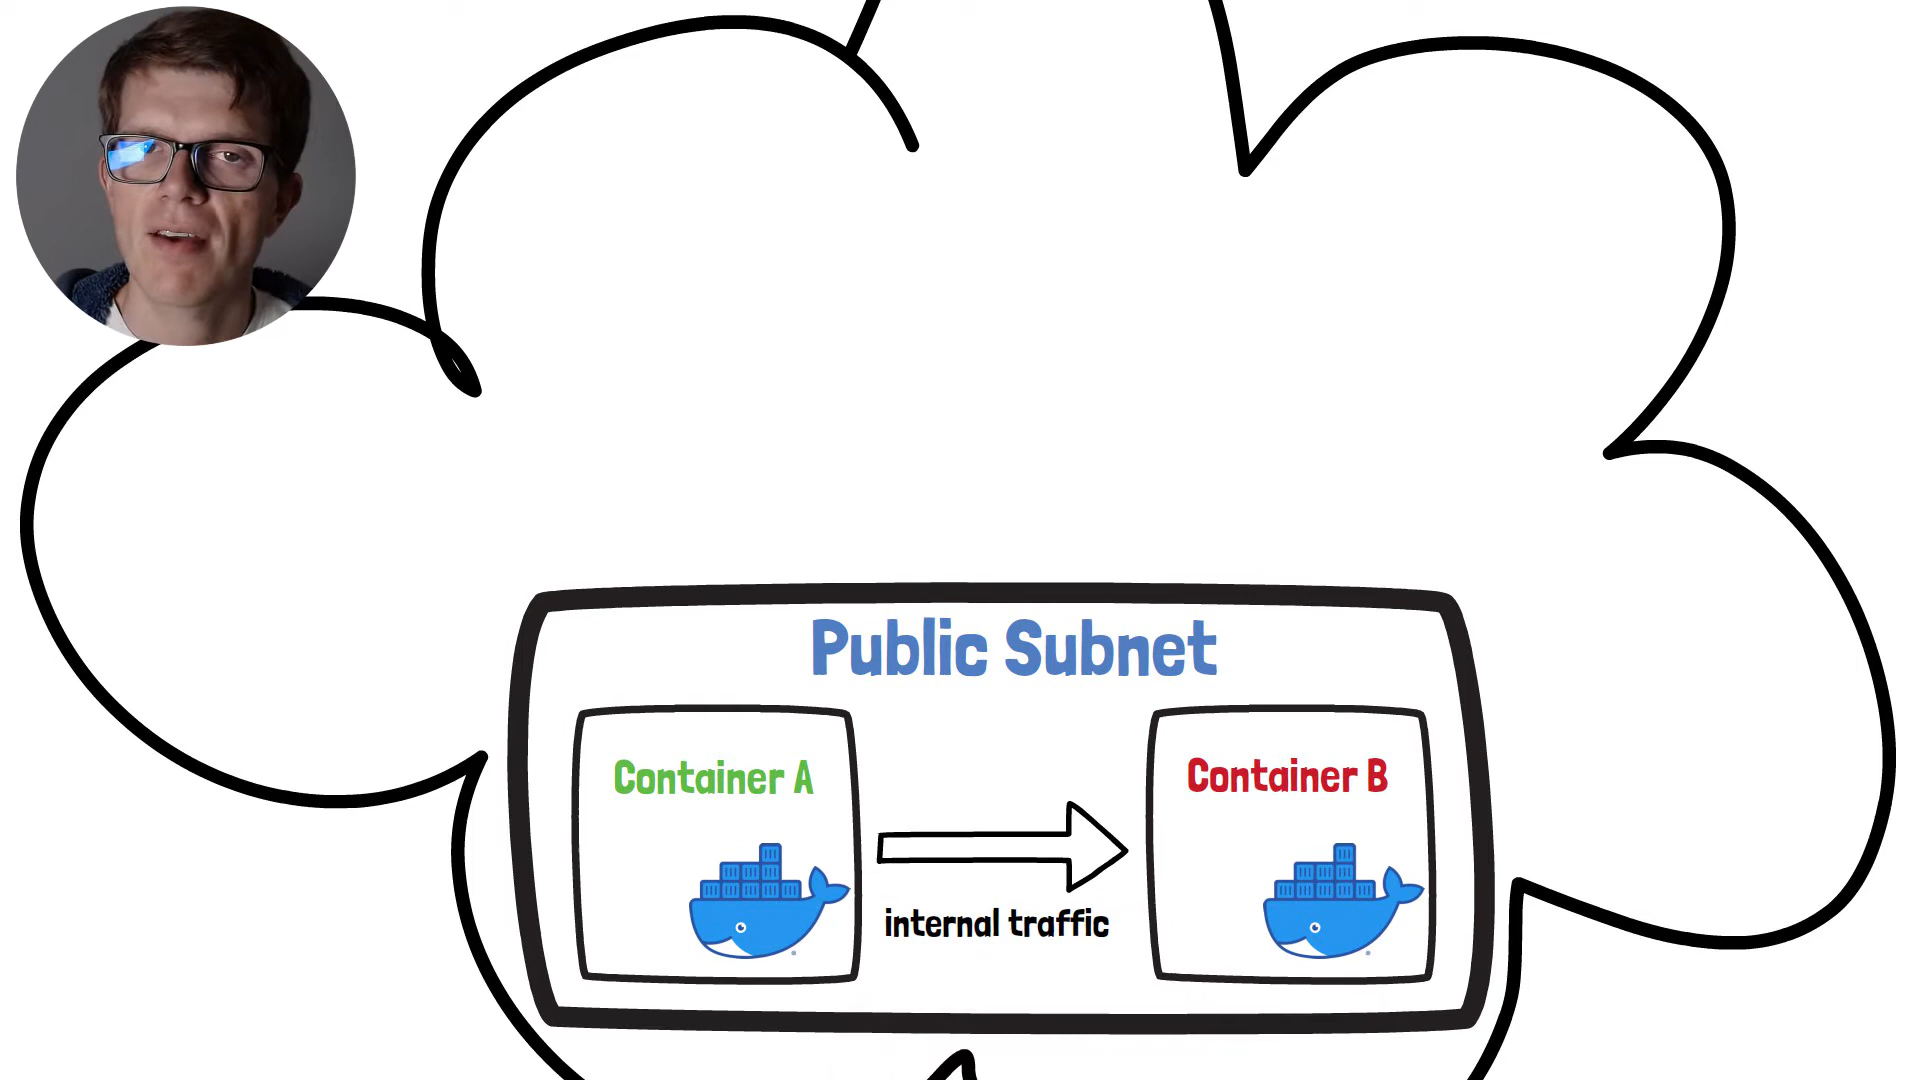 Public Subnet
Container A
Container B
internal traffic